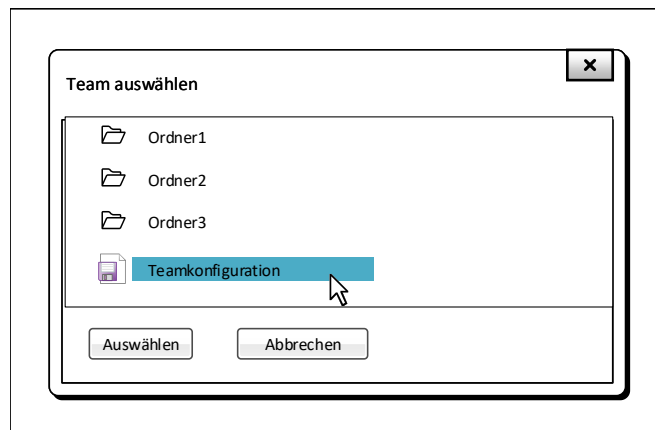 Team auswählen
Ordner1
Ordner2
Ordner3
Teamkonfiguration
Auswählen Abbrechen